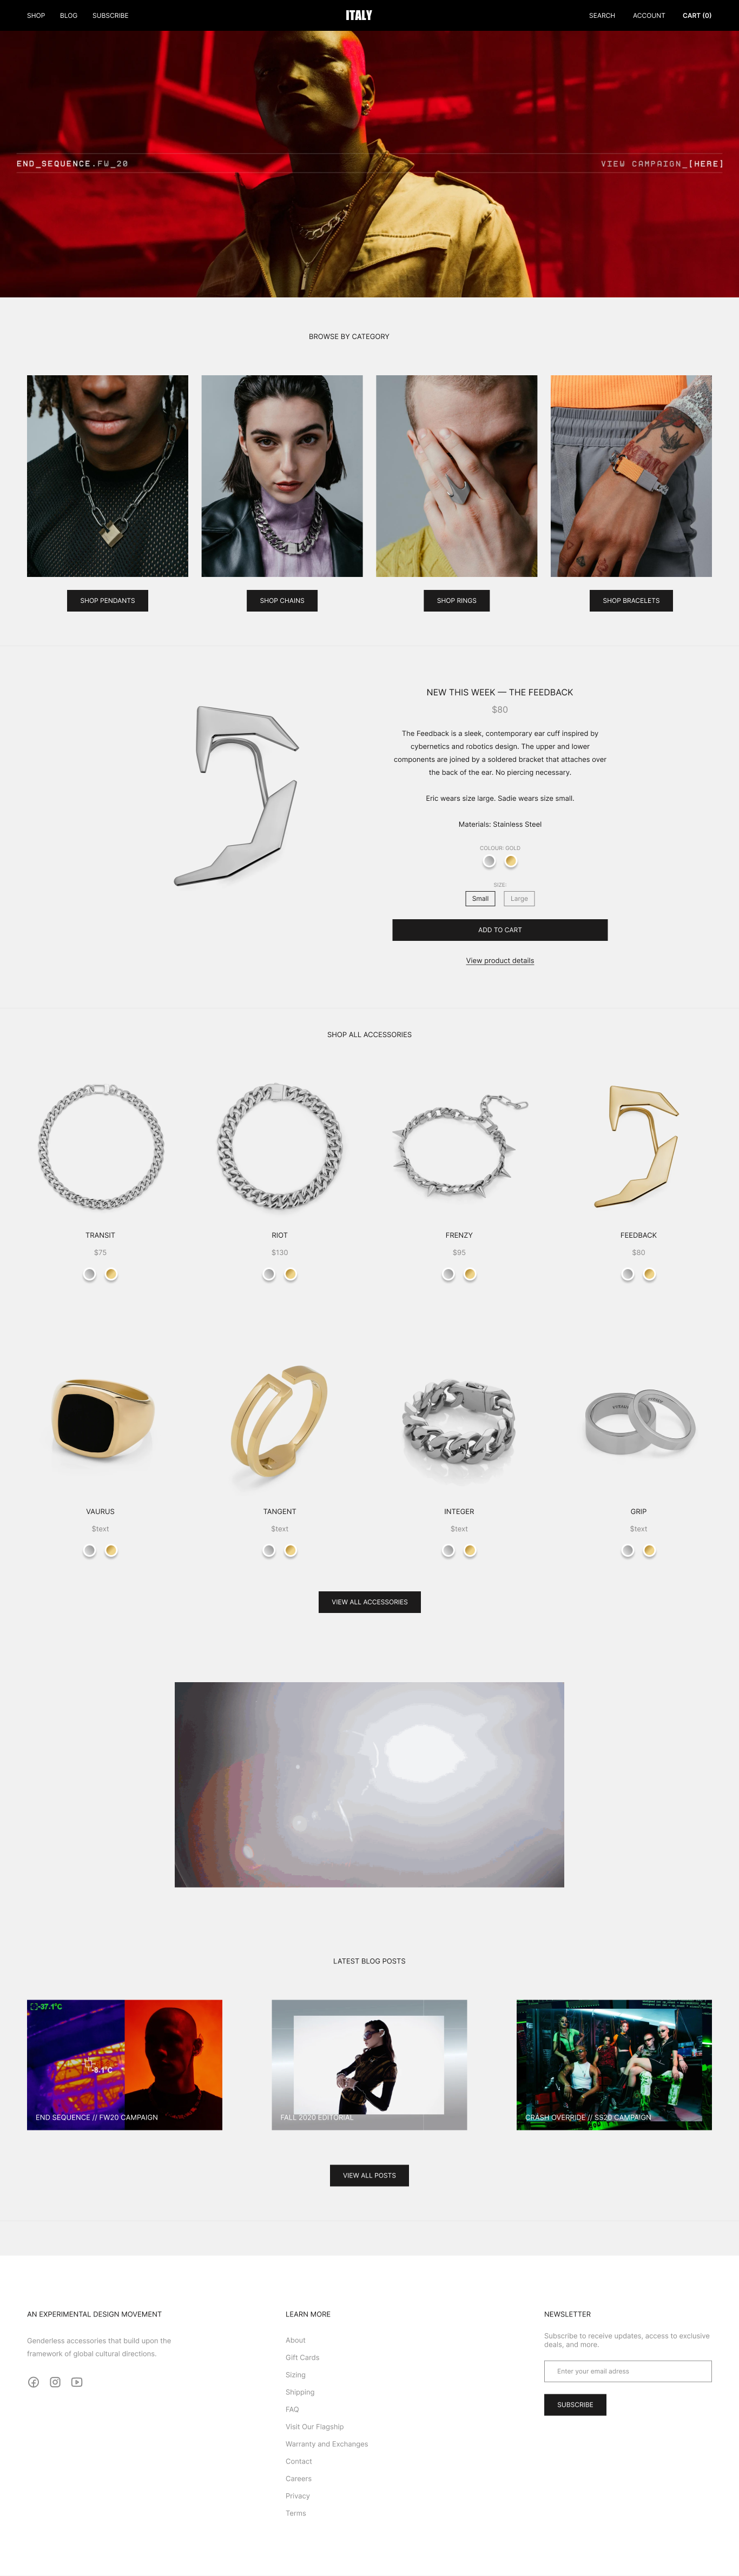 SHOP BLOG SUBSCRIBE ITALY SEARCH ACCOUNT CART (0)
END_SEQUENCE.FW_20 VIEW CAMPAIGN_[HERE]
BROWSE BY CATEGORY
SHOP PENDANTS SHOP CHAINS SHOP RINGS SHOP BRACELETS
NEW THIS WEEK — THE FEEDBACK
$80
The Feedback is a sleek, contemporary ear cuff inspired by
cybernetics and robotics design. The upper and lower
components are joined by a soldered bracket that attaches over
the back of the ear. No piercing necessary.
Eric wears size large. Sadie wears size small.
Materials: Stainless Steel
COLOUR: GOLD
SIZE:
Small Large
ADD TO CART
View product details
SHOP ALL ACCESSORIES
TRANSIT RIOT FRENZY FEEDBACK
$75 $130 $95 $80
VAURUS TANGENT INTEGER GRIP
$text $text $text $text
VIEW ALL ACCESSORIES
LATEST BLOG POSTS
-37.1°C
-8.1°C
END SEQUENCE // FW20 CAMPAIGN FALL 2020 EDITORIAL CRASH OVERRIDE // SS20 CAMPAIGN
VIEW ALL POSTS
AN EXPERIMENTAL DESIGN MOVEMENT
Genderless accessories that build upon the
framework of global cultural directions.
LEARN MORE
About
Gift Cards
Sizing
Shipping
FAQ
Visit Our Flagship
Warranty and Exchanges
Contact
Careers
Privacy
Terms
NEWSLETTER
Subscribe to receive updates, access to exclusive
deals, and more.
Enter your email adress
SUBSCRIBE